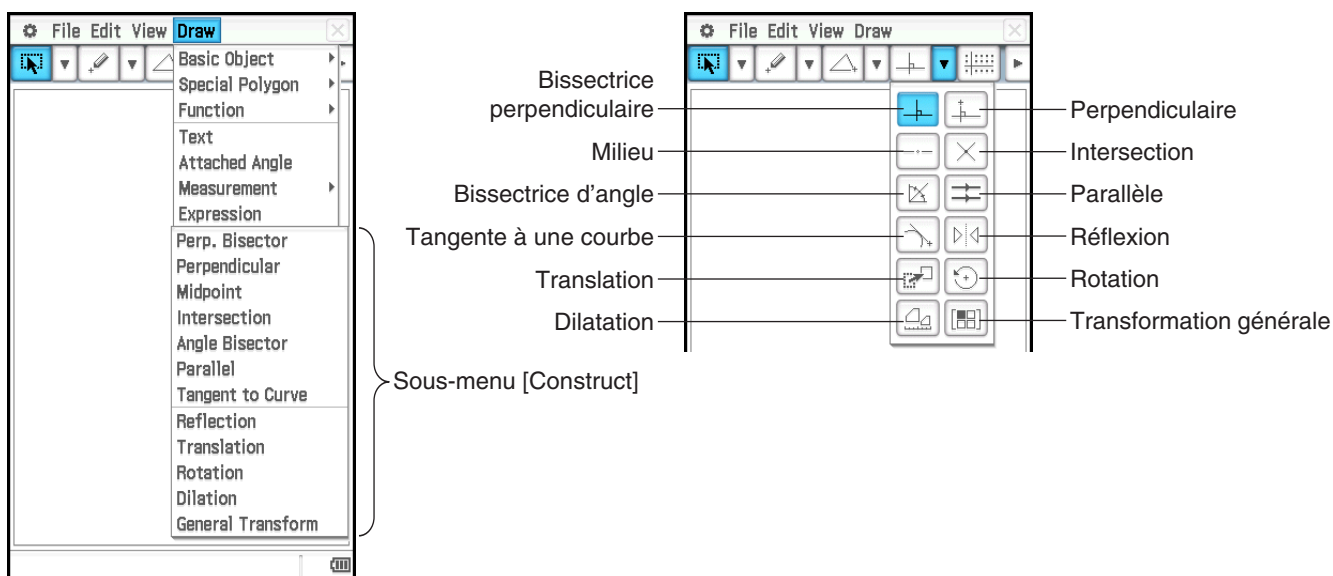 File Edit View Draw
Basic Object
Special Polygon
Function
Text
Attached Angle
Measurement
Expression
Perp. Bisector
Perpendicular
Midpoint
Intersection
Angle Bisector
Parallel
Tangent to Curve
Reflection
Translation
Rotation
Dilation
General Transform
Sous-menu [Construct]
File Edit View Draw
Bissectrice
perpendiculaire
Milieu
Bissectrice d'angle
Tangente à une courbe
Translation
Dilatation
Perpendiculaire
Intersection
Parallèle
Réflexion
Rotation
Transformation générale